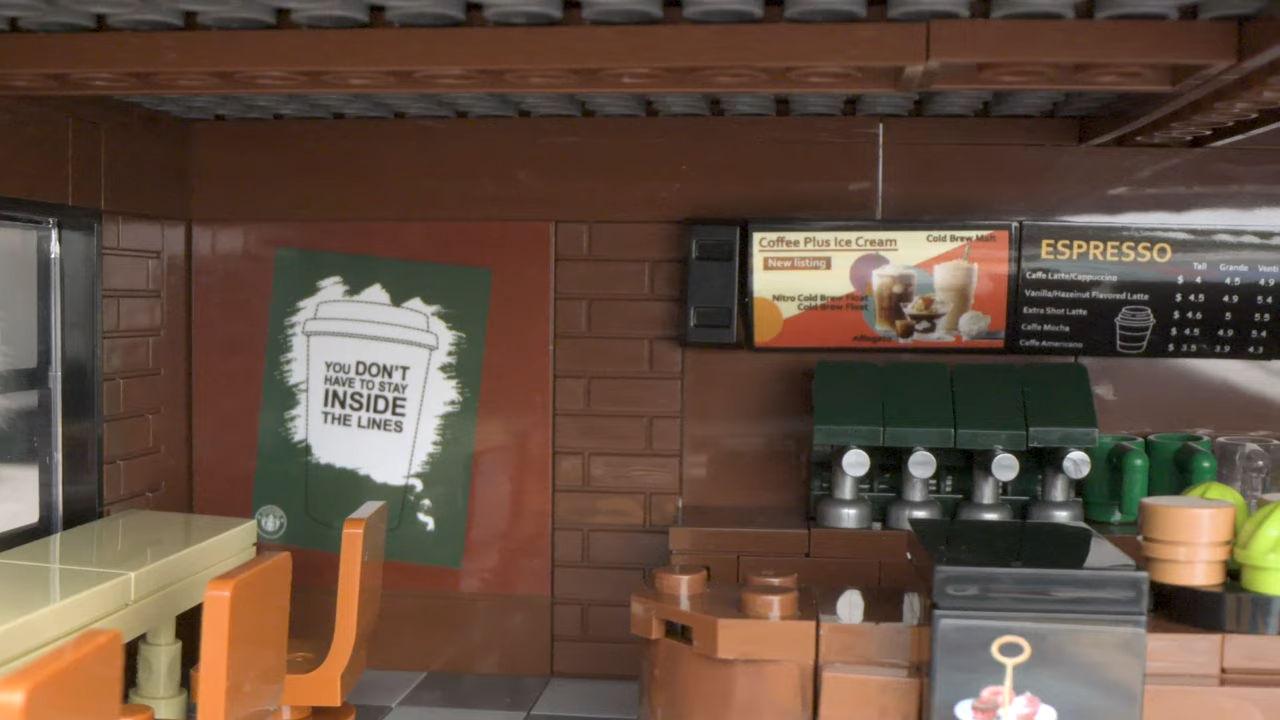 YOU DON'T
HAVE TO STAY
INSIDE
THE LINES
Coffee Plus Ice Cream
Cold Brew Malt
New listing
Nitro Cold Brew Float
Cold Brew Float
Affogato
ESPRESSO
Tall Grande Venti
Caffe Latte/Cappuccino $ 4 4.5 4.9
Vanilla/Hazelnut Flavored Latte $ 4.5 4.9 5.4
Extra Shot Latte $ 4.6 5 5.5
Caffe Mocha $ 4.5 4.9 5.4
Caffe Americano $ 3.5 3.9 4.3